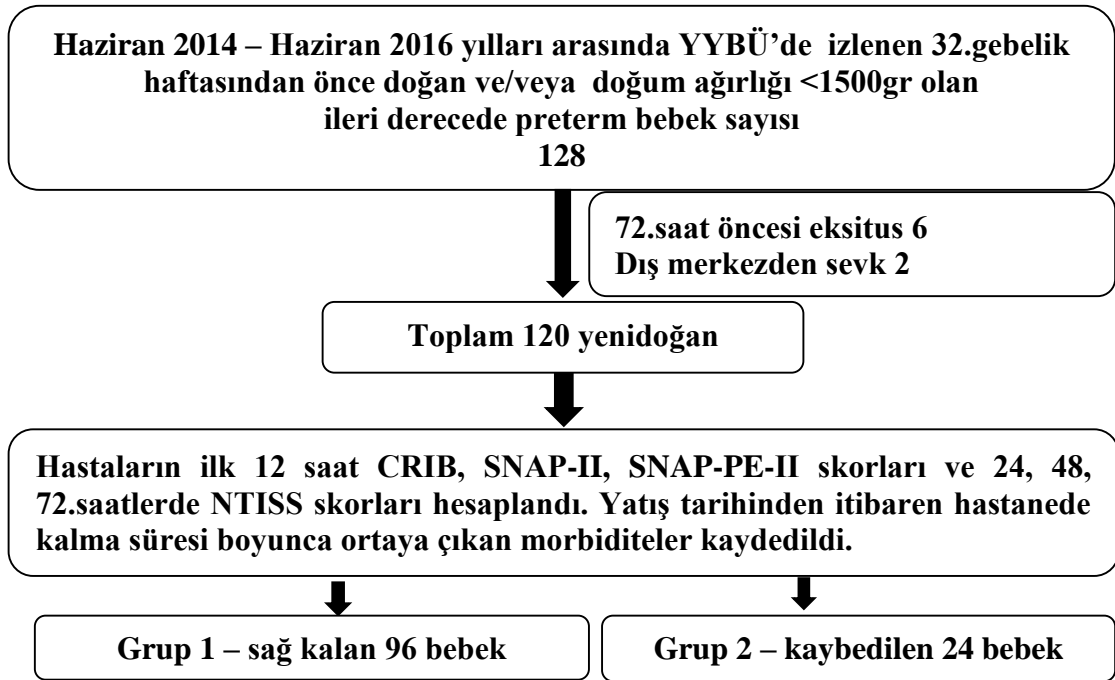 Haziran 2014 – Haziran 2016 yılları arasında YYBÜ’de izlenen 32.gebelik
haftasından önce doğan ve/veya doğum ağırlığı <1500gr olan
ileri derecede preterm bebek sayısı
128
72.saat öncesi eksitus 6
Dış merkezden sevk 2
Toplam 120 yenidoğan
Hastaların ilk 12 saat CRIB, SNAP-II, SNAP-PE-II skorları ve 24, 48,
72.saatlerde NTISS skorları hesaplandı. Yatış tarihinden itibaren hastanede
kalma süresi boyunca ortaya çıkan morbiditeler kaydedildi.
Grup 1 – sağ kalan 96 bebek
Grup 2 – kaybedilen 24 bebek